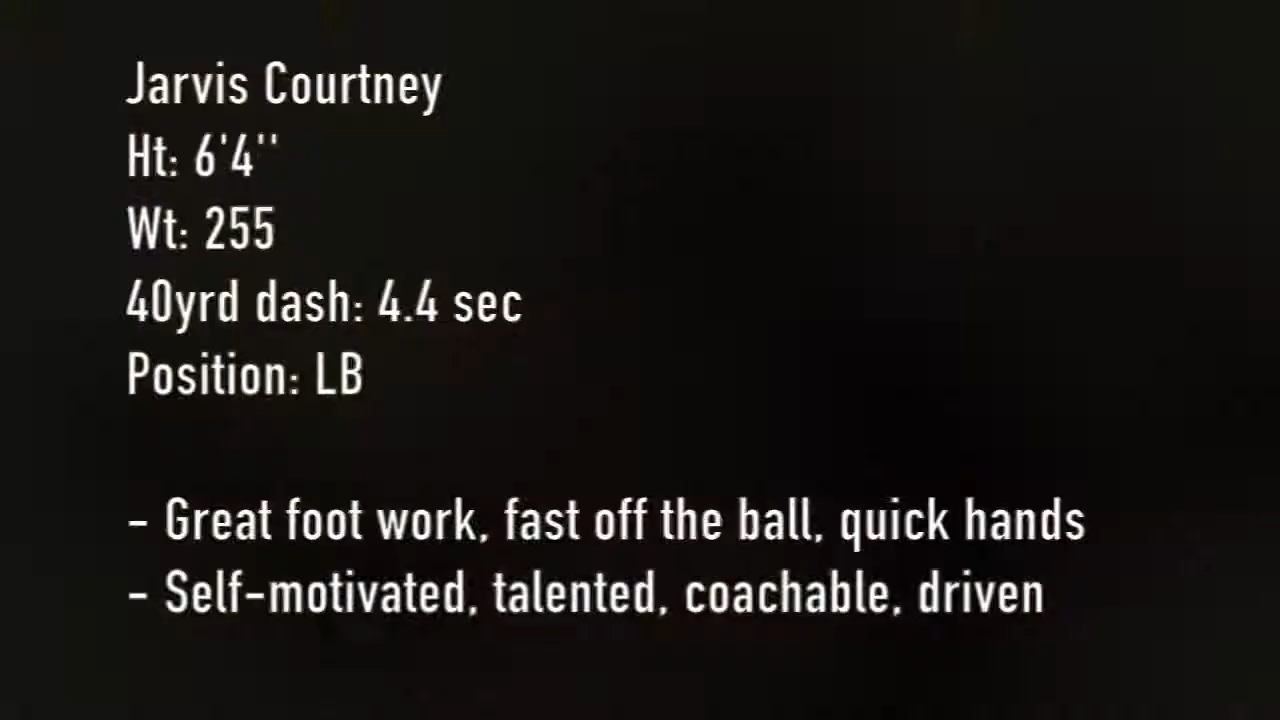 Jarvis Courtney
Ht: 6'4''
Wt: 255
40yrd dash: 4.4 sec
Position: LB
- Great foot work, fast off the ball, quick hands
- Self-motivated, talented, coachable, driven